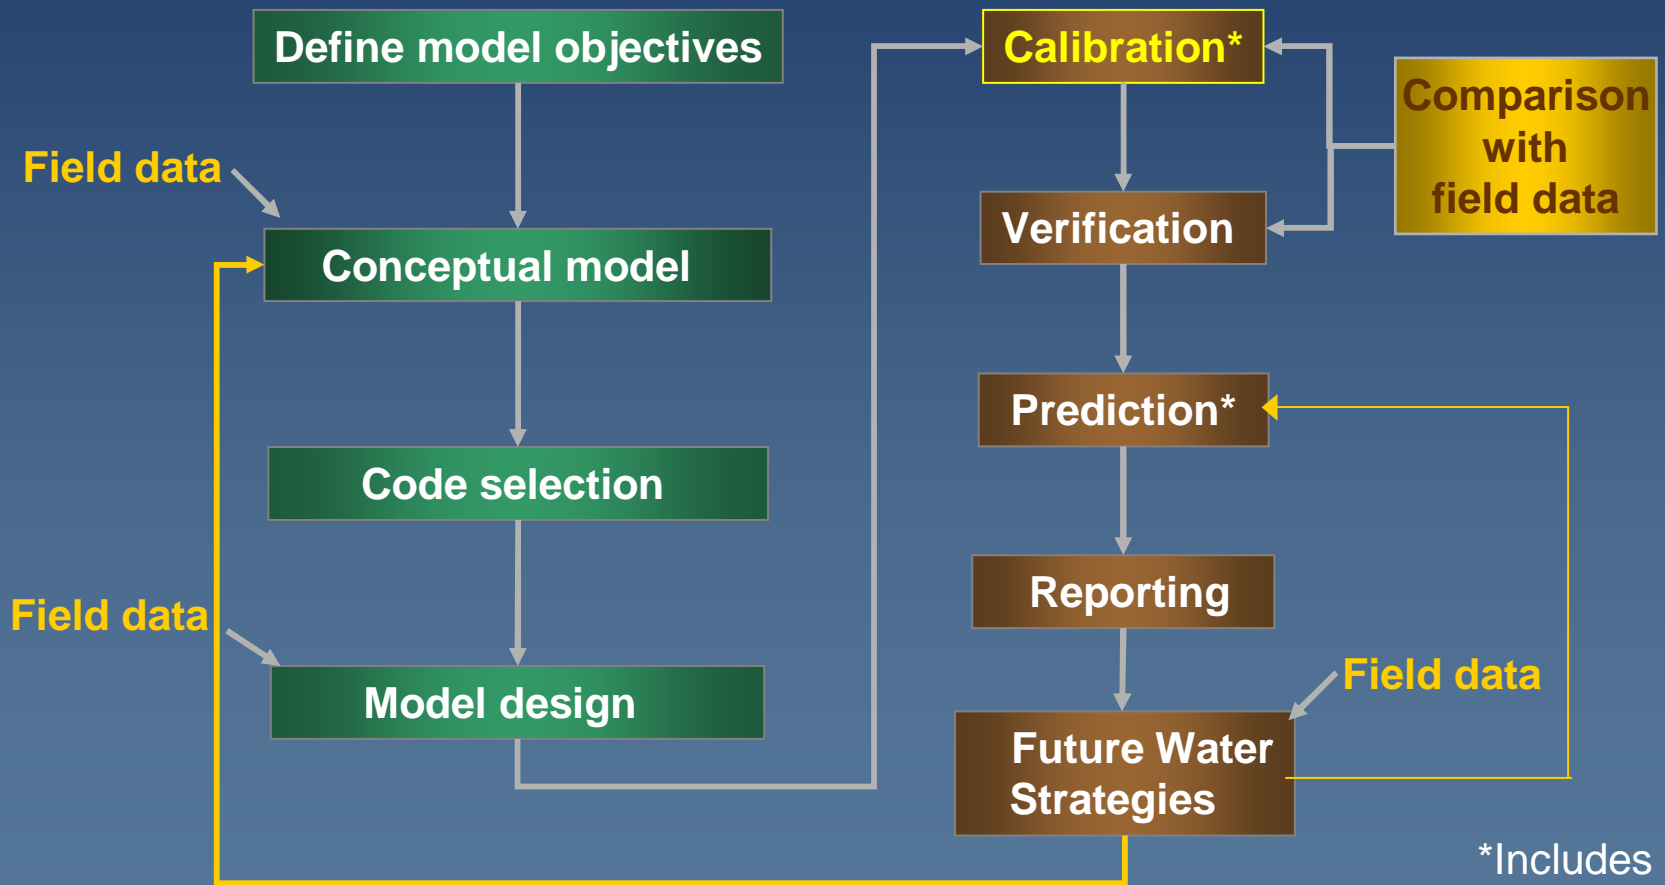 Define model objectives
Field data
Conceptual model
Code selection
Field data
Model design
Calibration*
Comparison
with
field data
Verification
Prediction*
Reporting
Field data
Future Water
Strategies
*Includes